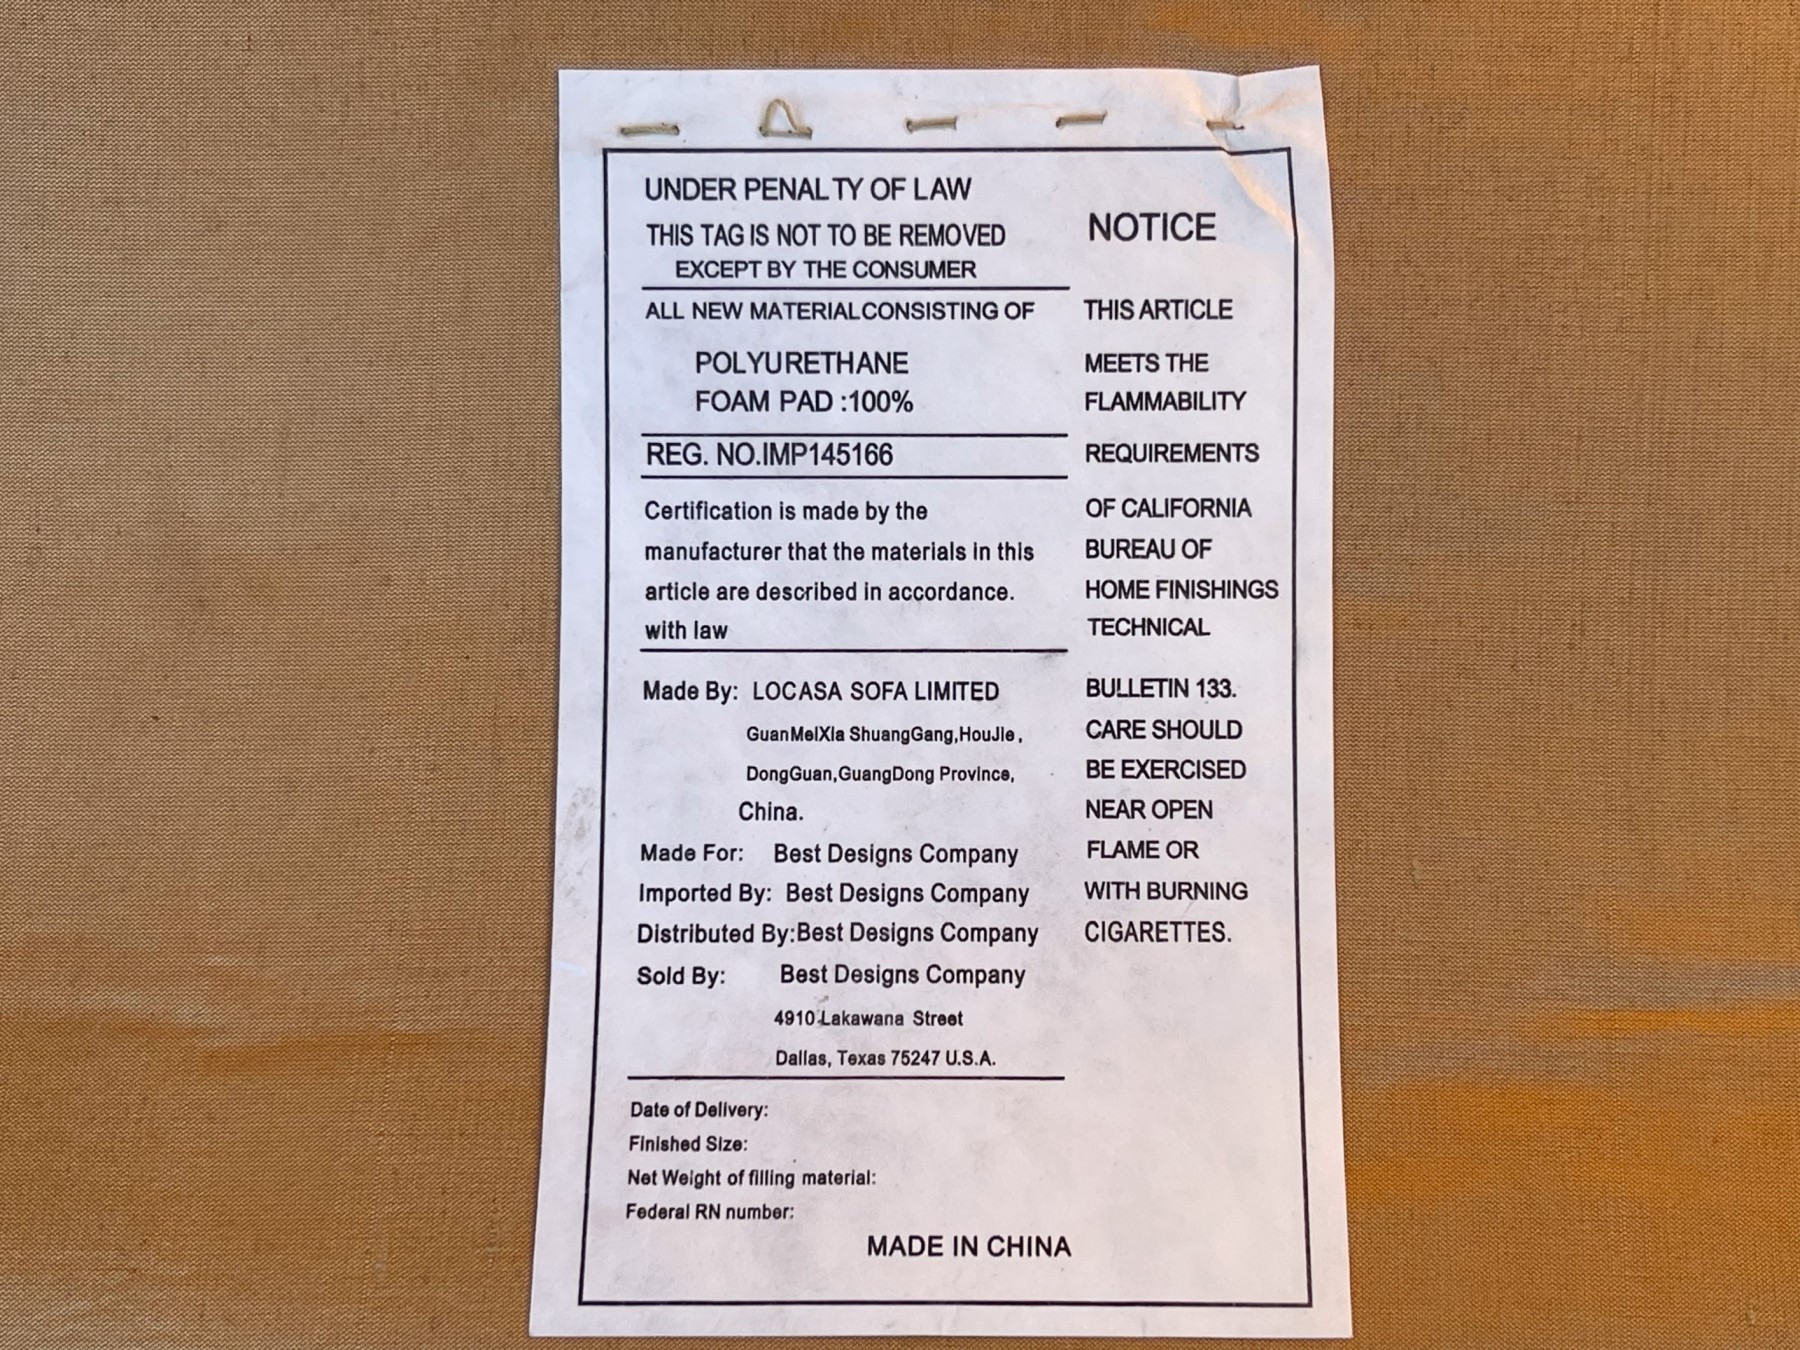 UNDER PENALTY OF LAW
THIS TAG IS NOT TO BE REMOVED
EXCEPT BY THE CONSUMER
ALL NEW MATERIAL CONSISTING OF
POLYURETHANE
FOAM PAD :100%
REG. NO.IMP145166
Certification is made by the
manufacturer that the materials in this
article are described in accordance.
with law
Made By: LOCASA SOFA LIMITED
GuanMeiXia ShuangGang,HouJie,
DongGuan,GuangDong Province,
China.
Made For: Best Designs Company
Imported By: Best Designs Company
Distributed By:Best Designs Company
Sold By: Best Designs Company
4910 Lakawana Street
Dallas, Texas 75247 U.S.A.
Date of Delivery:
Finished Size:
Net Weight of filling material:
Federal RN number:
MADE IN CHINA
NOTICE
THIS ARTICLE
MEETS THE
FLAMMABILITY
REQUIREMENTS
OF CALIFORNIA
BUREAU OF
HOME FINISHINGS
TECHNICAL
BULLETIN 133.
CARE SHOULD
BE EXERCISED
NEAR OPEN
FLAME OR
WITH BURNING
CIGARETTES.